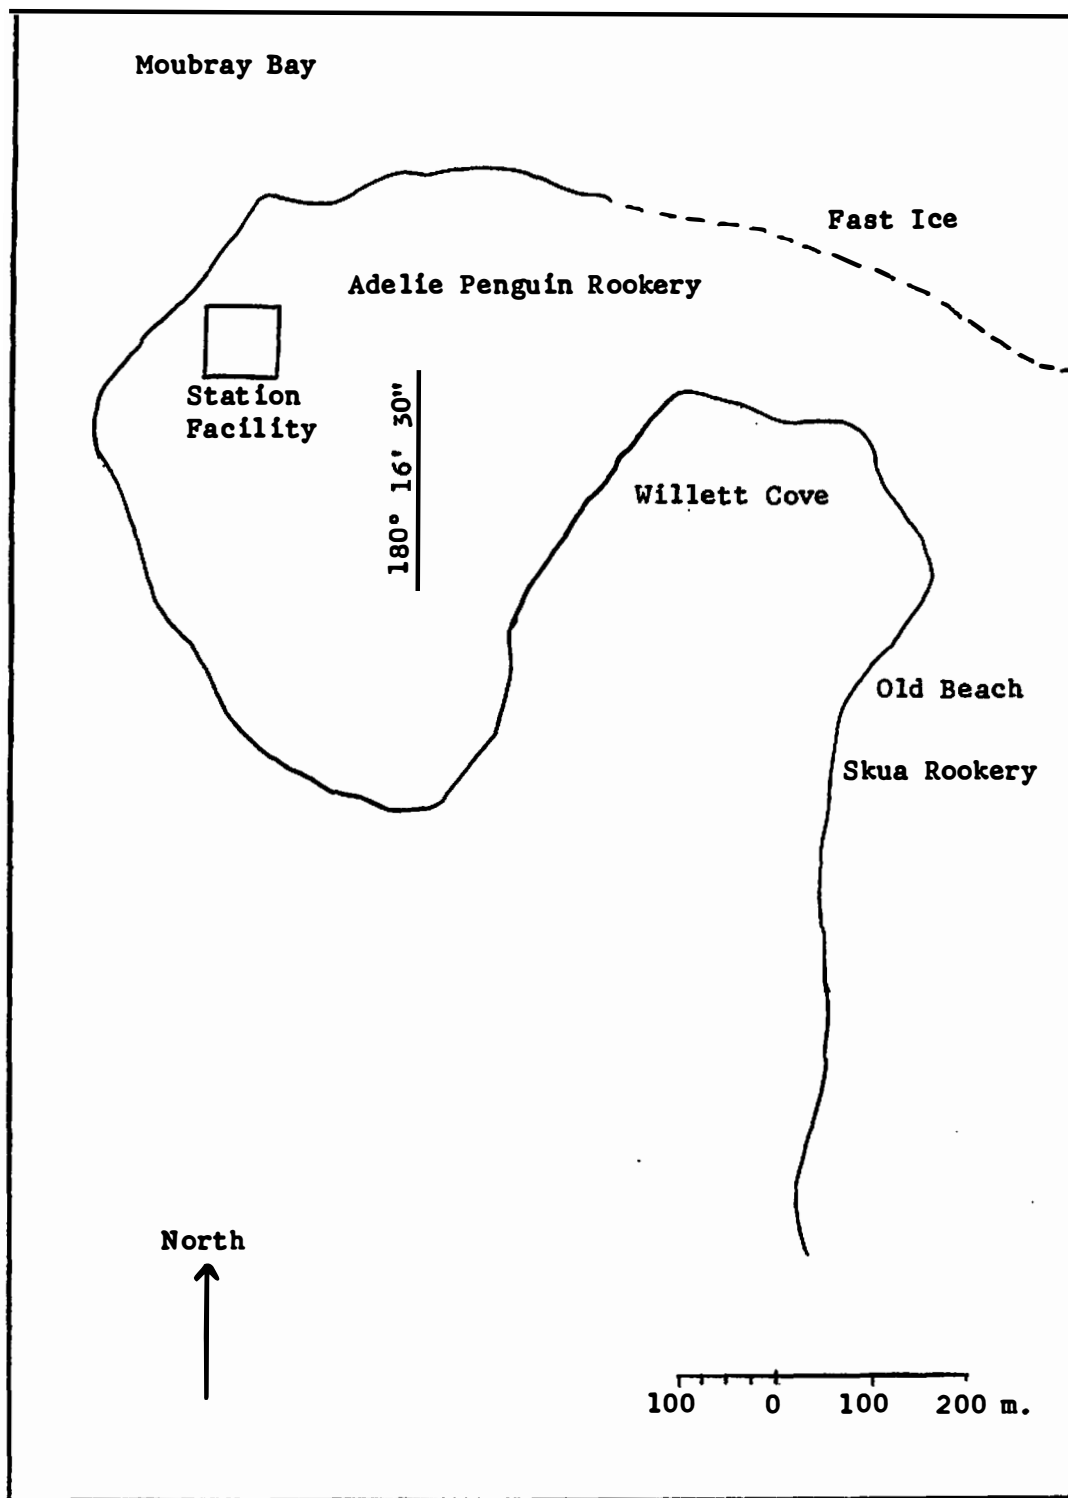 Moubray Bay
Fast Ice
Adelie Penguin Rookery
Station
Facility
180° 16' 30"
Willett Cove
Old Beach
Skua Rookery
North
100 0 100 200 m.